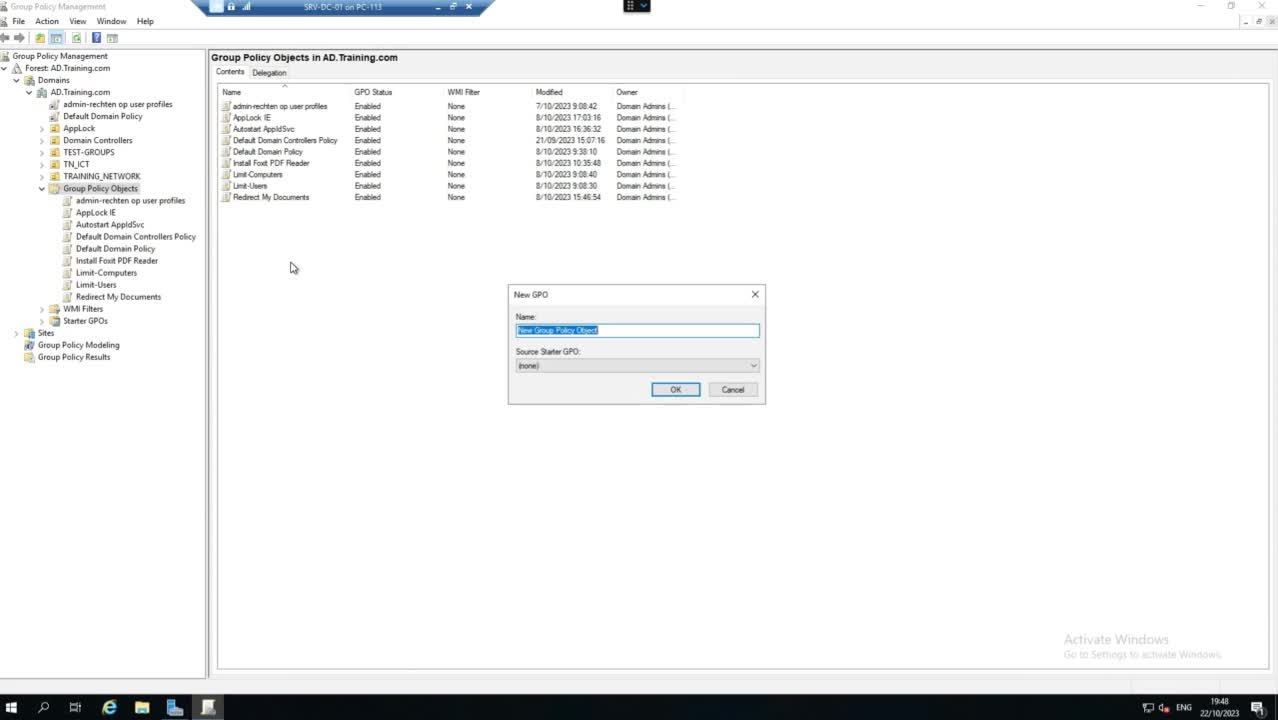 Group Policy Management
SRV-DC-01 on PC-113
File Action View Window Help
Group Policy Management
Forest: AD.Training.com
Domains
AD.Training.com
admin-rechten op user profiles
Default Domain Policy
AppLock
Domain Controllers
TEST-GROUPS
TN_ICT
TRAINING_NETWORK
Group Policy Objects
admin-rechten op user profiles
AppLock IE
Autostart AppIdSvc
Default Domain Controllers Policy
Default Domain Policy
Install Foxit PDF Reader
Limit-Computers
Limit-Users
Redirect My Documents
WMI Filters
Starter GPOs
Sites
Group Policy Modeling
Group Policy Results
Group Policy Objects in AD.Training.com
Contents Delegation
Name GPO Status WMI Filter Modified Owner
admin-rechten op user profiles Enabled None 7/10/2023 9:08:42 Domain Admins (...
AppLock IE Enabled None 8/10/2023 17:03:16 Domain Admins (...
Autostart AppIdSvc Enabled None 8/10/2023 16:36:32 Domain Admins (...
Default Domain Controllers Policy Enabled None 21/09/2023 15:07:16 Domain Admins (...
Default Domain Policy Enabled None 8/10/2023 9:38:10 Domain Admins (...
Install Foxit PDF Reader Enabled None 8/10/2023 10:35:48 Domain Admins (...
Limit-Computers Enabled None 8/10/2023 9:08:40 Domain Admins (...
Limit-Users Enabled None 8/10/2023 9:08:30 Domain Admins (...
Redirect My Documents Enabled None 8/10/2023 15:46:54 Domain Admins (...
New GPO
Name:
New Group Policy Object
Source Starter GPO:
(none)
OK Cancel
Activate Windows
Go to Settings to activate Windows.
ENG
19:48
22/10/2023
1